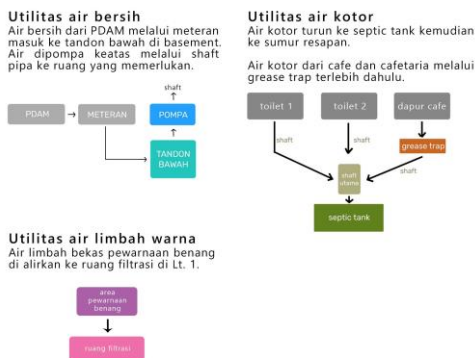 Utilitas air bersih
Air bersih dari PDAM melalui meteran
masuk ke tandon bawah di basement.
Air dipompa keatas melalui shaft
pipa ke ruang yang memerlukan.
shaft
PDAM
METERAN
POMPA
TANDON
BAWAH
Utilitas air kotor
Air kotor turun ke septic tank kemudian
ke sumur resapan.
Air kotor dari cafe dan cafetaria melalui
grease trap terlebih dahulu.
toilet 1
toilet 2
dapur cafe
shaft
shaft
grease trap
shaft
shaft
utama
septic tank
Utilitas air limbah warna
Air limbah bekas pewarnaan benang
di alirkan ke ruang filtrasi di Lt. 1.
area
pewarnaan
benang
ruang filtrasi